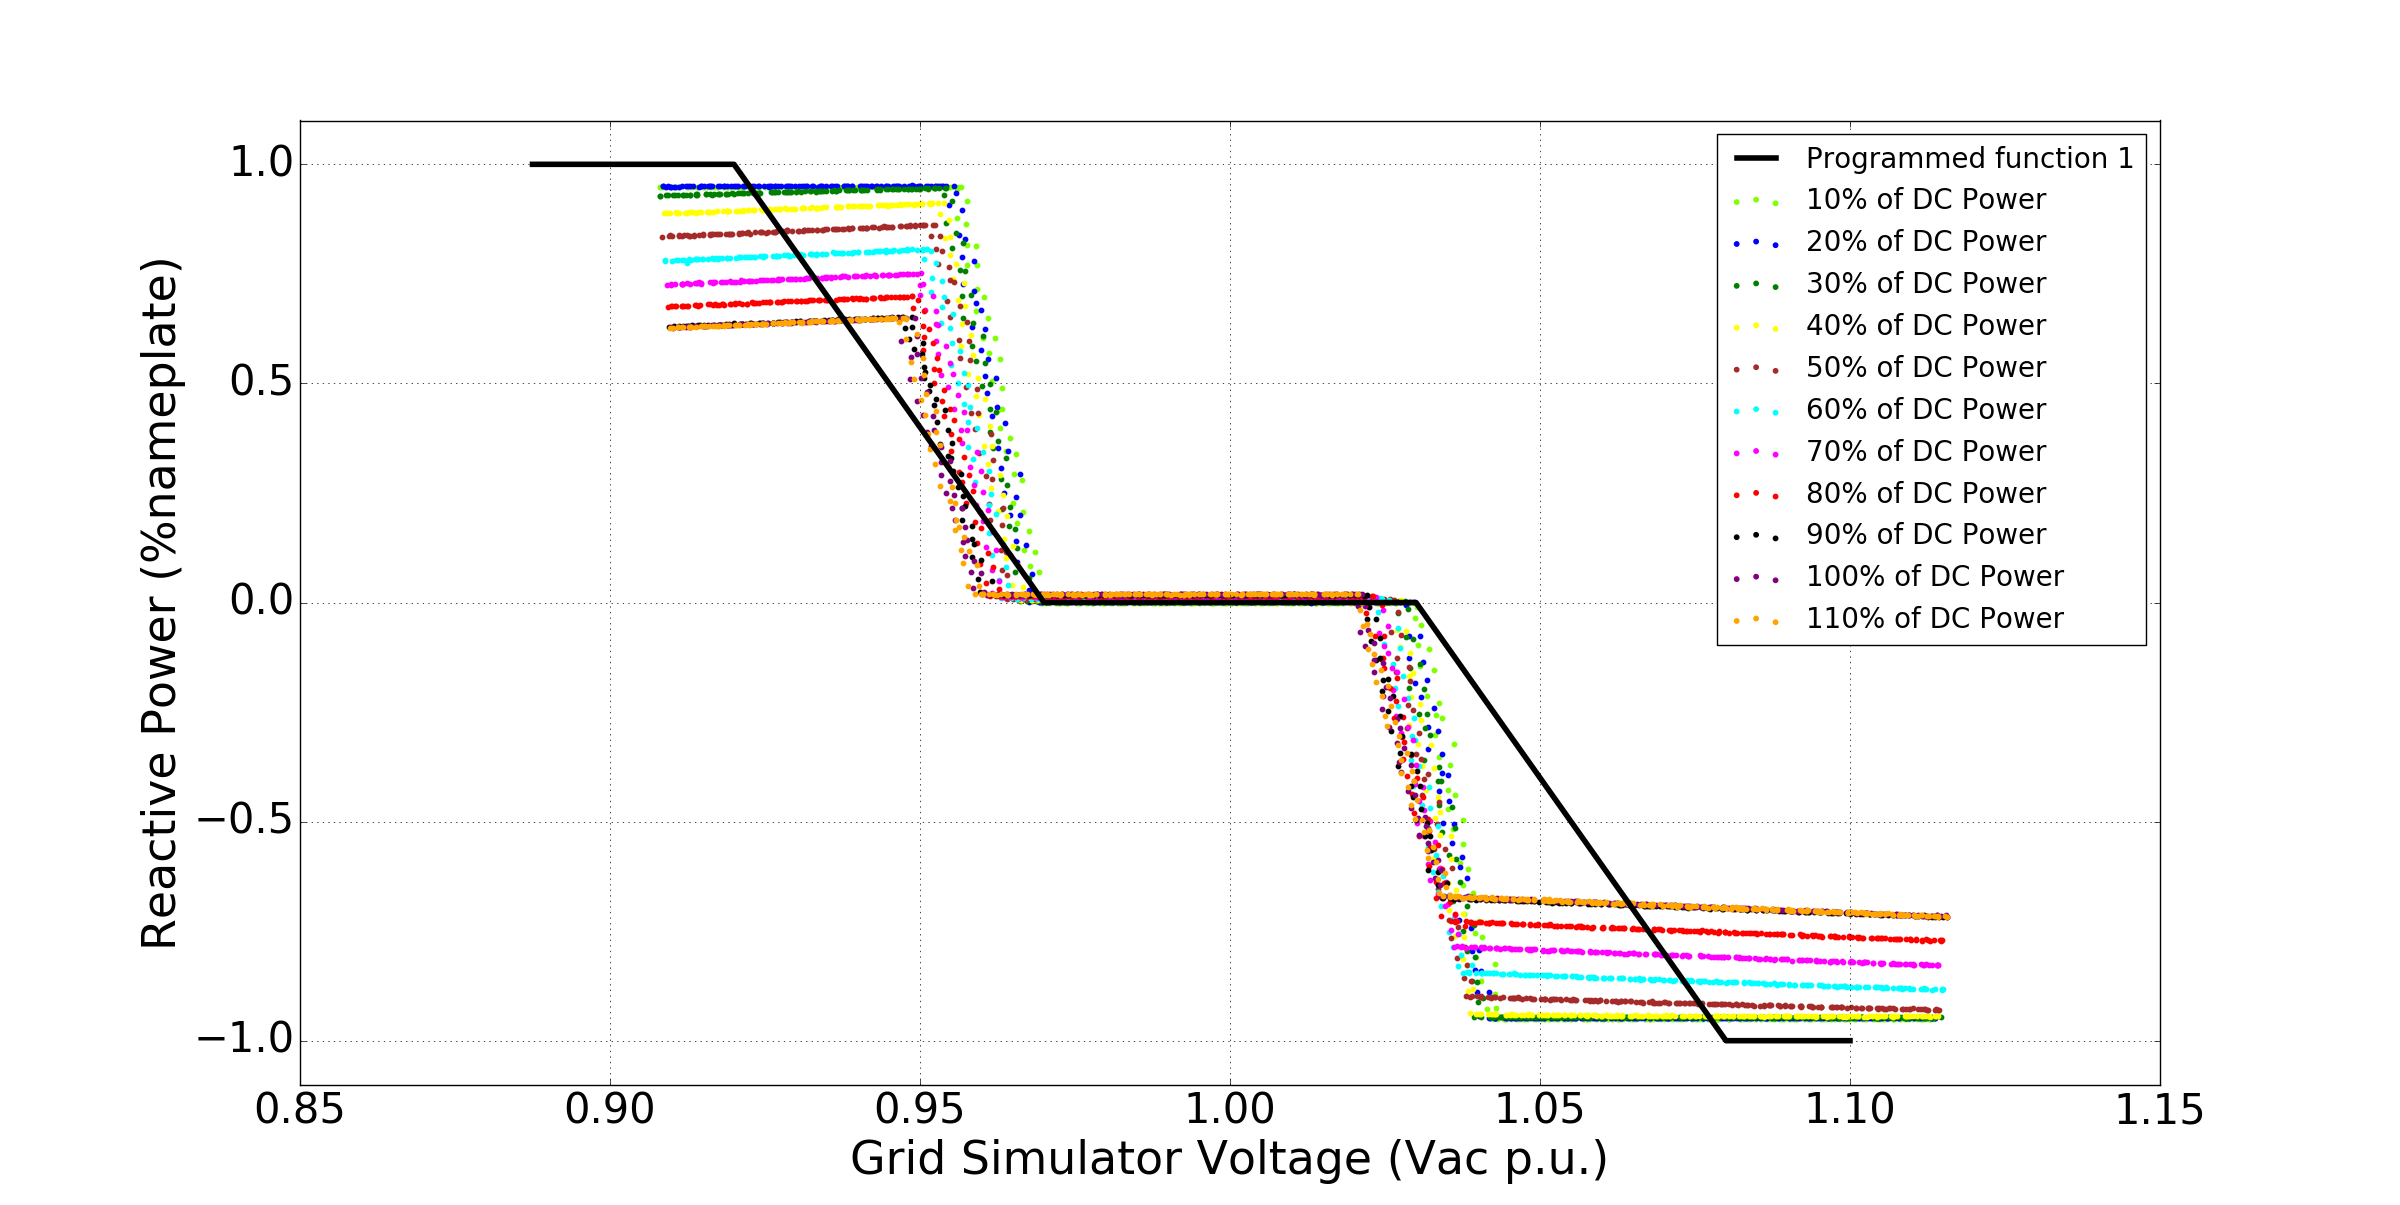 1.0
0.5
0.0
−0.5
−1.0
Reactive Power (%nameplate)
Programmed function 1
10% of DC Power
20% of DC Power
30% of DC Power
40% of DC Power
50% of DC Power
60% of DC Power
70% of DC Power
80% of DC Power
90% of DC Power
100% of DC Power
110% of DC Power
0.85 0.90 0.95 1.00 1.05 1.10 1.15
Grid Simulator Voltage (Vac p.u.)